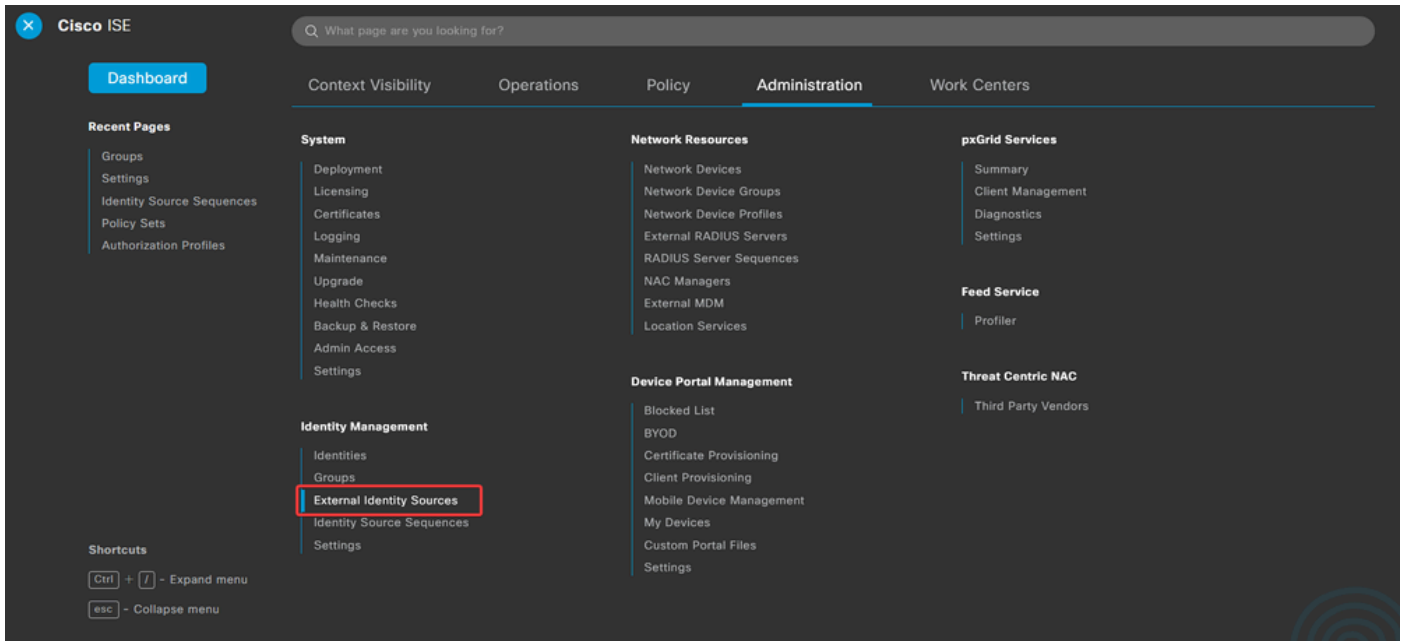 Cisco ISE
What page are you looking for?
Dashboard
Context Visibility
Operations
Policy
Administration
Work Centers
Recent Pages
Groups
Settings
Identity Source Sequences
Policy Sets
Authorization Profiles
Shortcuts
Ctrl + / - Expand menu
esc - Collapse menu
System
Deployment
Licensing
Certificates
Logging
Maintenance
Upgrade
Health Checks
Backup & Restore
Admin Access
Settings
Identity Management
Identities
Groups
External Identity Sources
Identity Source Sequences
Settings
Network Resources
Network Devices
Network Device Groups
Network Device Profiles
External RADIUS Servers
RADIUS Server Sequences
NAC Managers
External MDM
Location Services
Device Portal Management
Blocked List
BYOD
Certificate Provisioning
Client Provisioning
Mobile Device Management
My Devices
Custom Portal Files
Settings
pxGrid Services
Summary
Client Management
Diagnostics
Settings
Feed Service
Profiler
Threat Centric NAC
Third Party Vendors